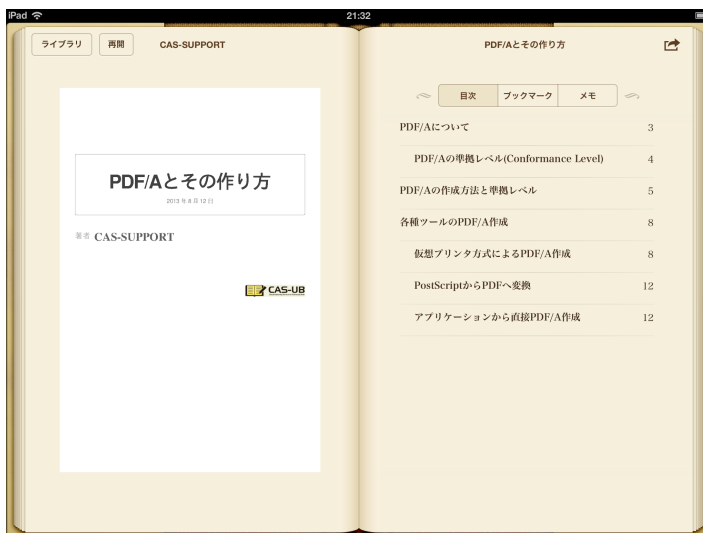 iPad
21:32
ライブラリ
再開
CAS-SUPPORT
PDF/Aとその作り方
2013 年 8 月 12 日
著者 CAS-SUPPORT
CAS-UB
PDF/Aとその作り方
目次
ブックマーク
メモ
PDF/Aについて 3
PDF/Aの準拠レベル(Conformance Level) 4
PDF/Aの作成方法と準拠レベル 5
各種ツールのPDF/A作成 8
仮想プリンタ方式によるPDF/A作成 8
PostScriptからPDFへ変換 12
アプリケーションから直接PDF/A作成 12